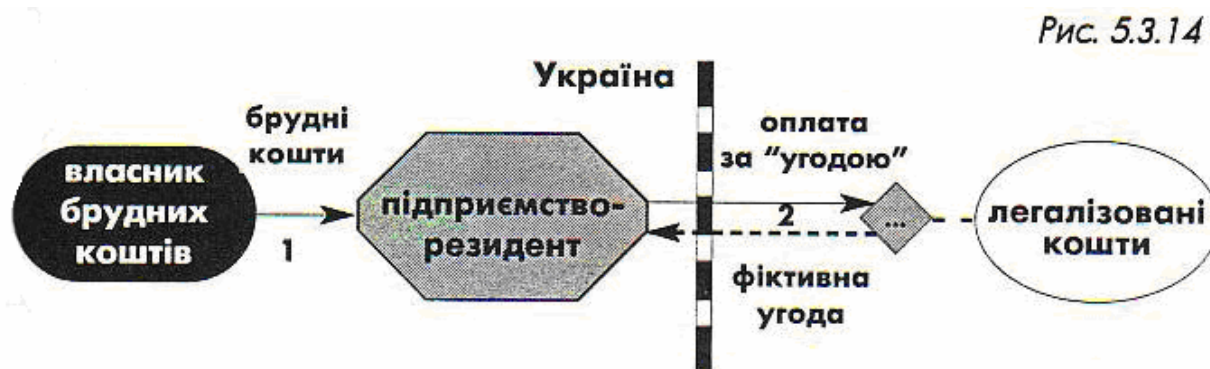 Рис. 5.3.14
Україна
брудні
кошти
оплата
за “угодою”
власник
брудних
коштів
1
підприємство-
резидент
2
...
легалізовані
кошти
фіктивна
угода